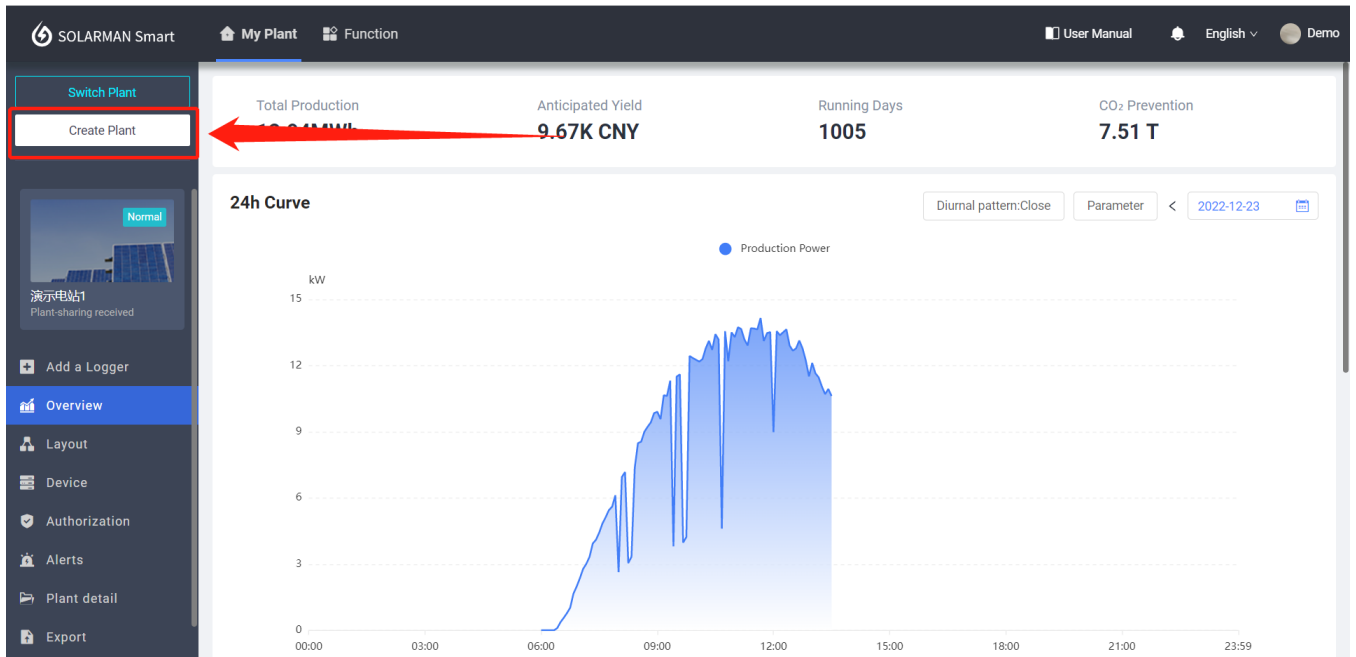 SOLARMAN Smart
My Plant
Function
User Manual
English
Demo
Switch Plant
Create Plant
Total Production
Anticipated Yield
9.67K CNY
Running Days
1005
CO₂ Prevention
7.51 T
Normal
演示电站1
Plant-sharing received
Add a Logger
Overview
Layout
Device
Authorization
Alerts
Plant detail
Export
24h Curve
Diurnal pattern:Close
Parameter
<
2022-12-23
Production Power
kW
15
12
9
6
3
0
00:00
03:00
06:00
09:00
12:00
15:00
18:00
21:00
23:59